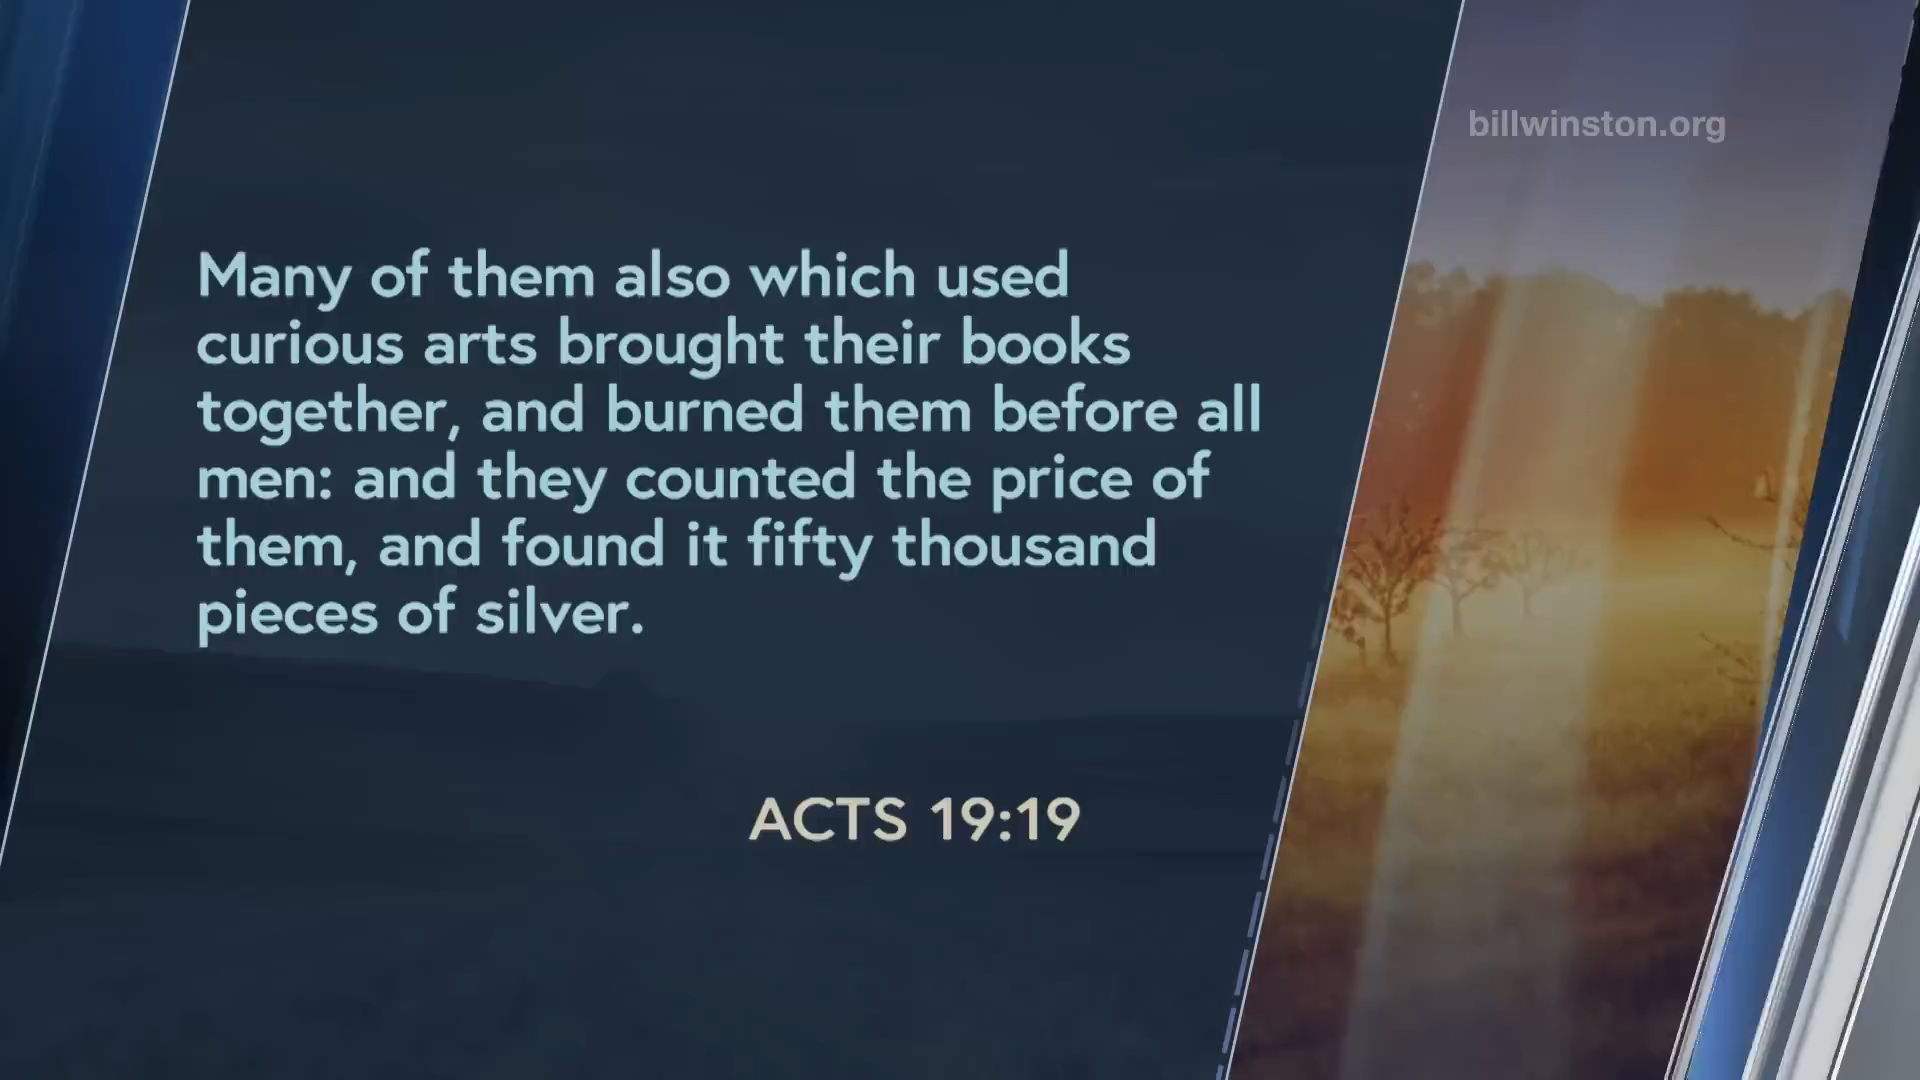 billwinston.org
Many of them also which used
curious arts brought their books
together, and burned them before all
men: and they counted the price of
them, and found it fifty thousand
pieces of silver.
ACTS 19:19